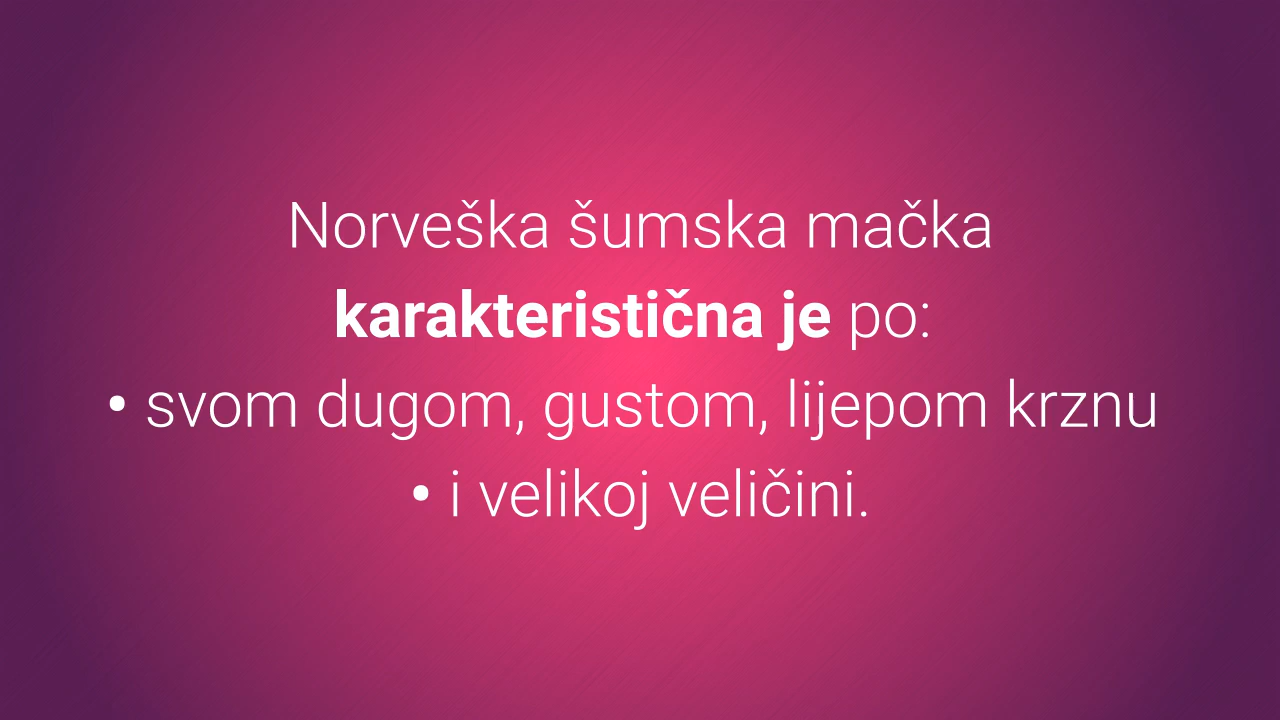 Norveška šumska mačka
karakteristična je po:
• svom dugom, gustom, lijepom krznu
• i velikoj veličini.